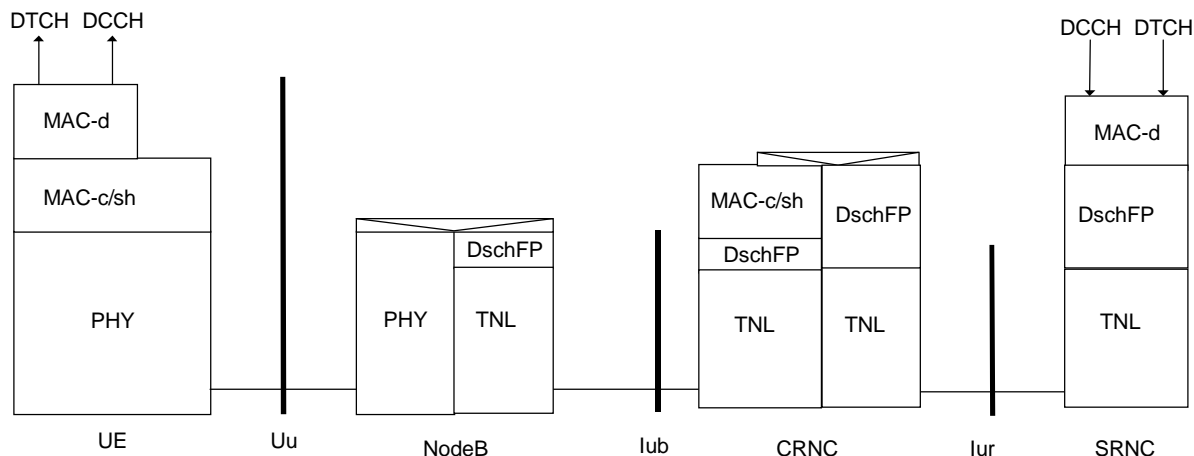 DTCH DCCH
DCCH DTCH
MAC-d
MAC-d
MAC-c/sh
MAC-c/sh
DschFP
DschFP
DschFP
DschFP
PHY
PHY
TNL
TNL
TNL
TNL
UE
Uu
NodeB
Iub
CRNC
Iur
SRNC